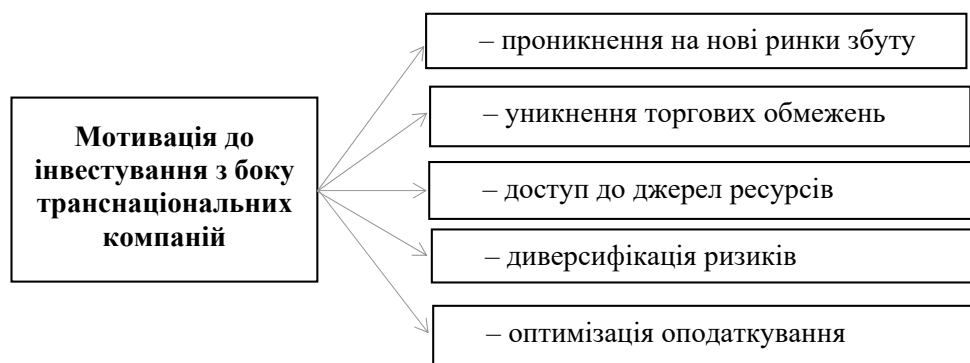 Мотивація до
інвестування з боку
транснаціональних
компаній
– проникнення на нові ринки збуту
– уникнення торгових обмежень
– доступ до джерел ресурсів
– диверсифікація ризиків
– оптимізація оподаткування